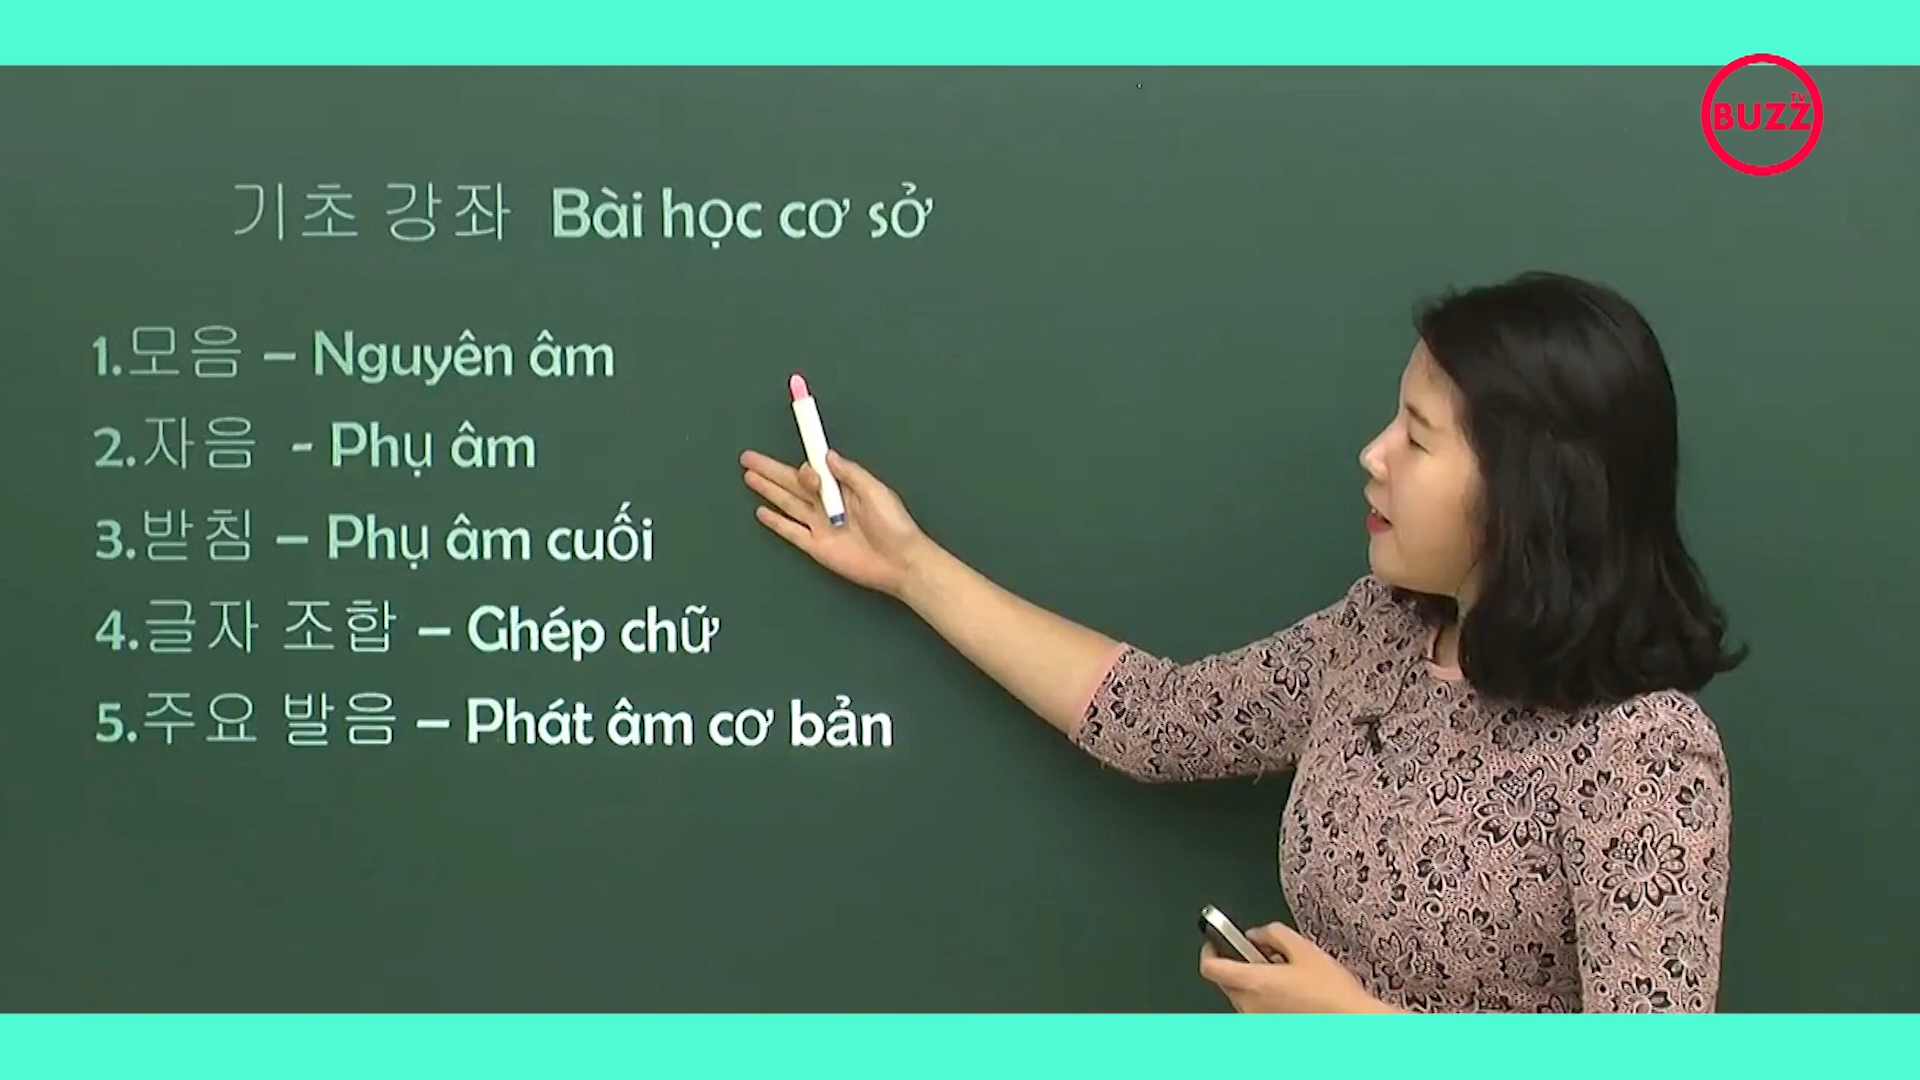 BUZZ TV
기초 강좌 Bài học cơ sở
1.모음 – Nguyên âm
2.자음 - Phụ âm
3.받침 – Phụ âm cuối
4.글자 조합 – Ghép chữ
5.주요 발음 – Phát âm cơ bản